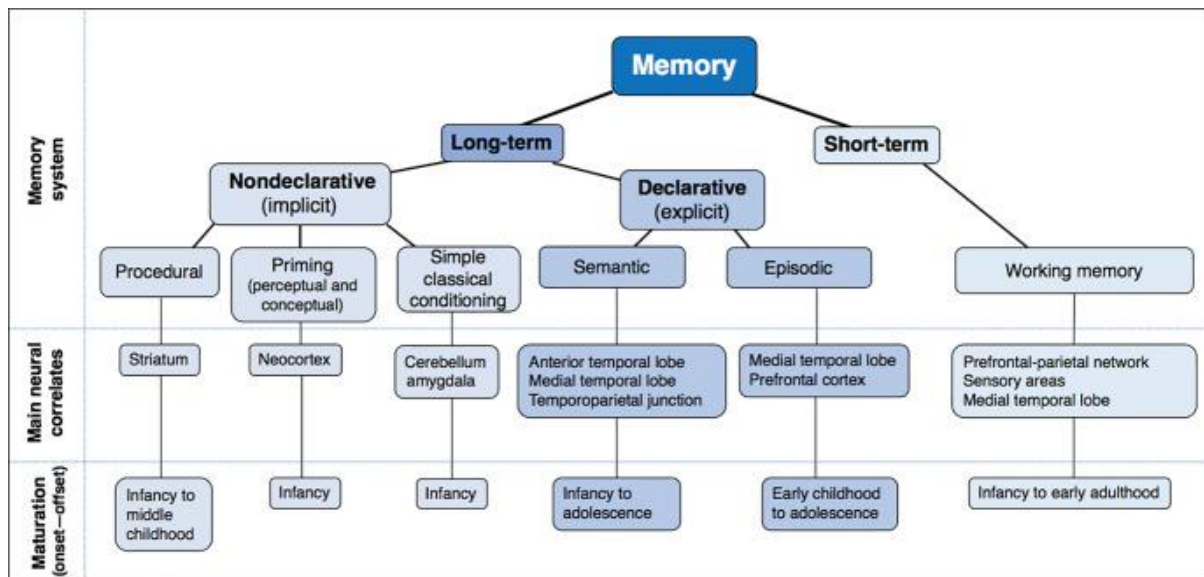 Memory
Long-term
Short-term
Memory
system
Nondeclarative
(implicit)
Declarative
(explicit)
Procedural
Priming
(perceptual and
conceptual)
Simple
classical
conditioning
Semantic
Episodic
Working memory
Main neural
correlates
Striatum
Neocortex
Cerebellum
amygdala
Anterior temporal lobe
Medial temporal lobe
Temporoparietal junction
Medial temporal lobe
Prefrontal cortex
Prefrontal-parietal network
Sensory areas
Medial temporal lobe
Maturation
(onset—offset)
Infancy to
middle
childhood
Infancy
Infancy
Infancy to
adolescence
Early childhood
to adolescence
Infancy to early adulthood